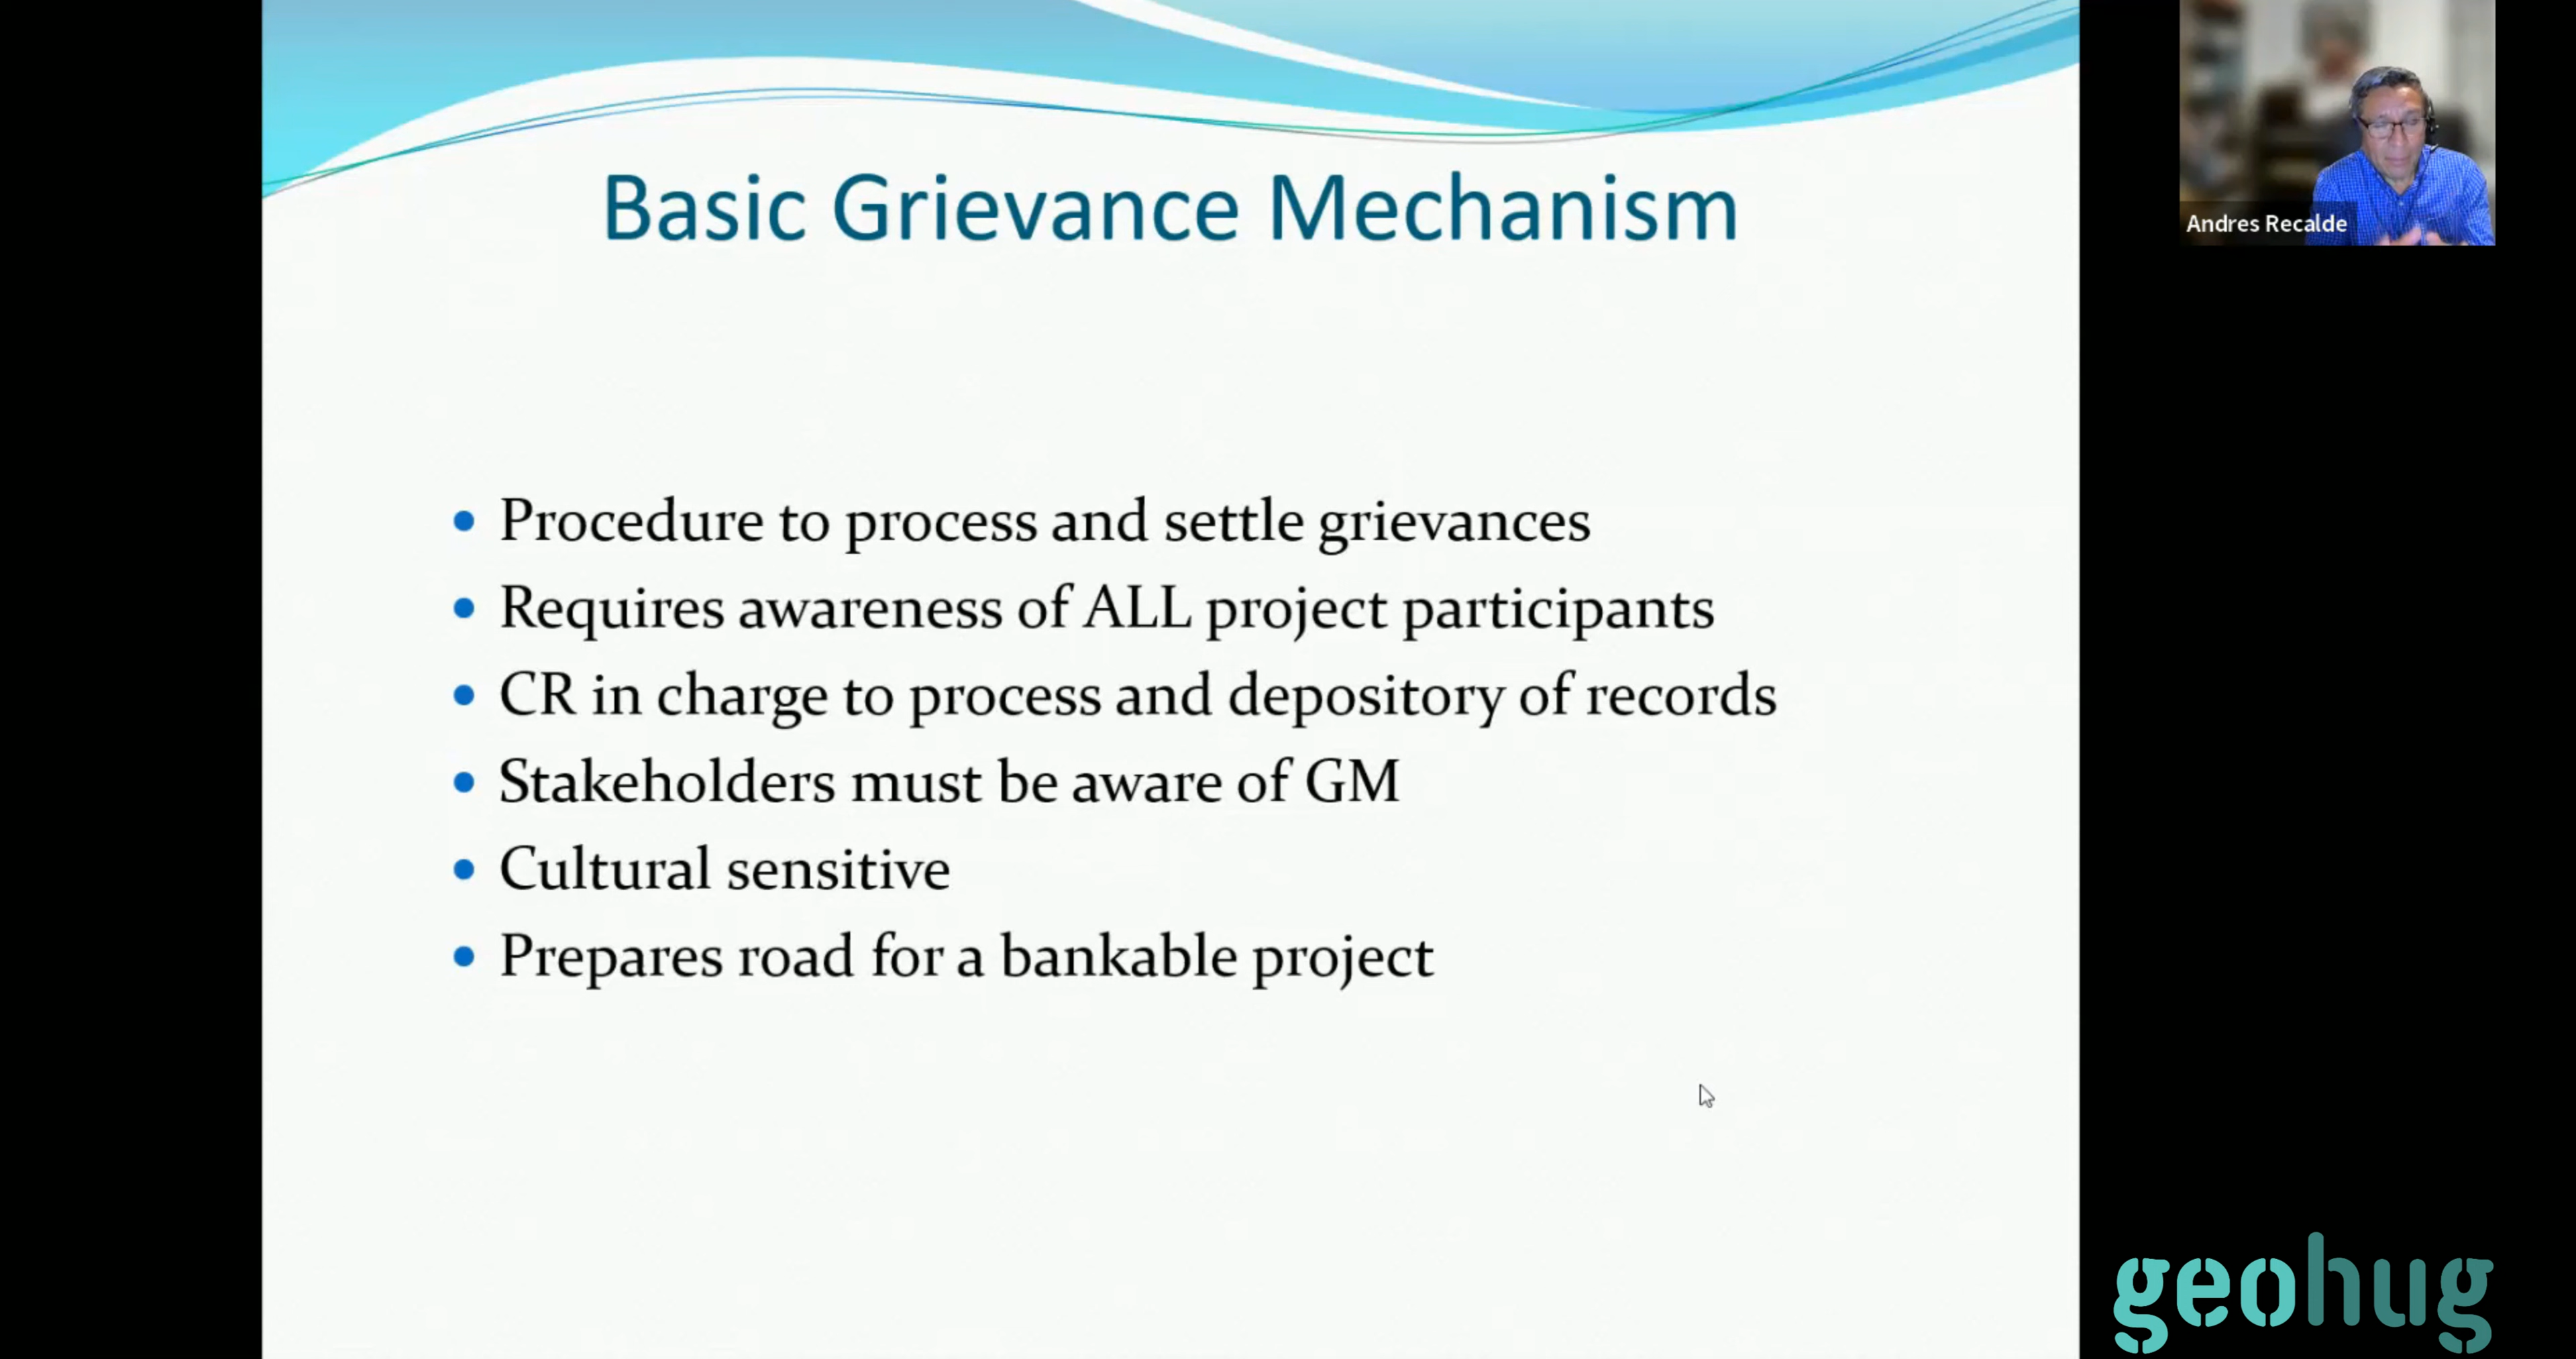 Basic Grievance Mechanism
Andres Recalde
• Procedure to process and settle grievances
• Requires awareness of ALL project participants
• CR in charge to process and depository of records
• Stakeholders must be aware of GM
• Cultural sensitive
• Prepares road for a bankable project
geohug